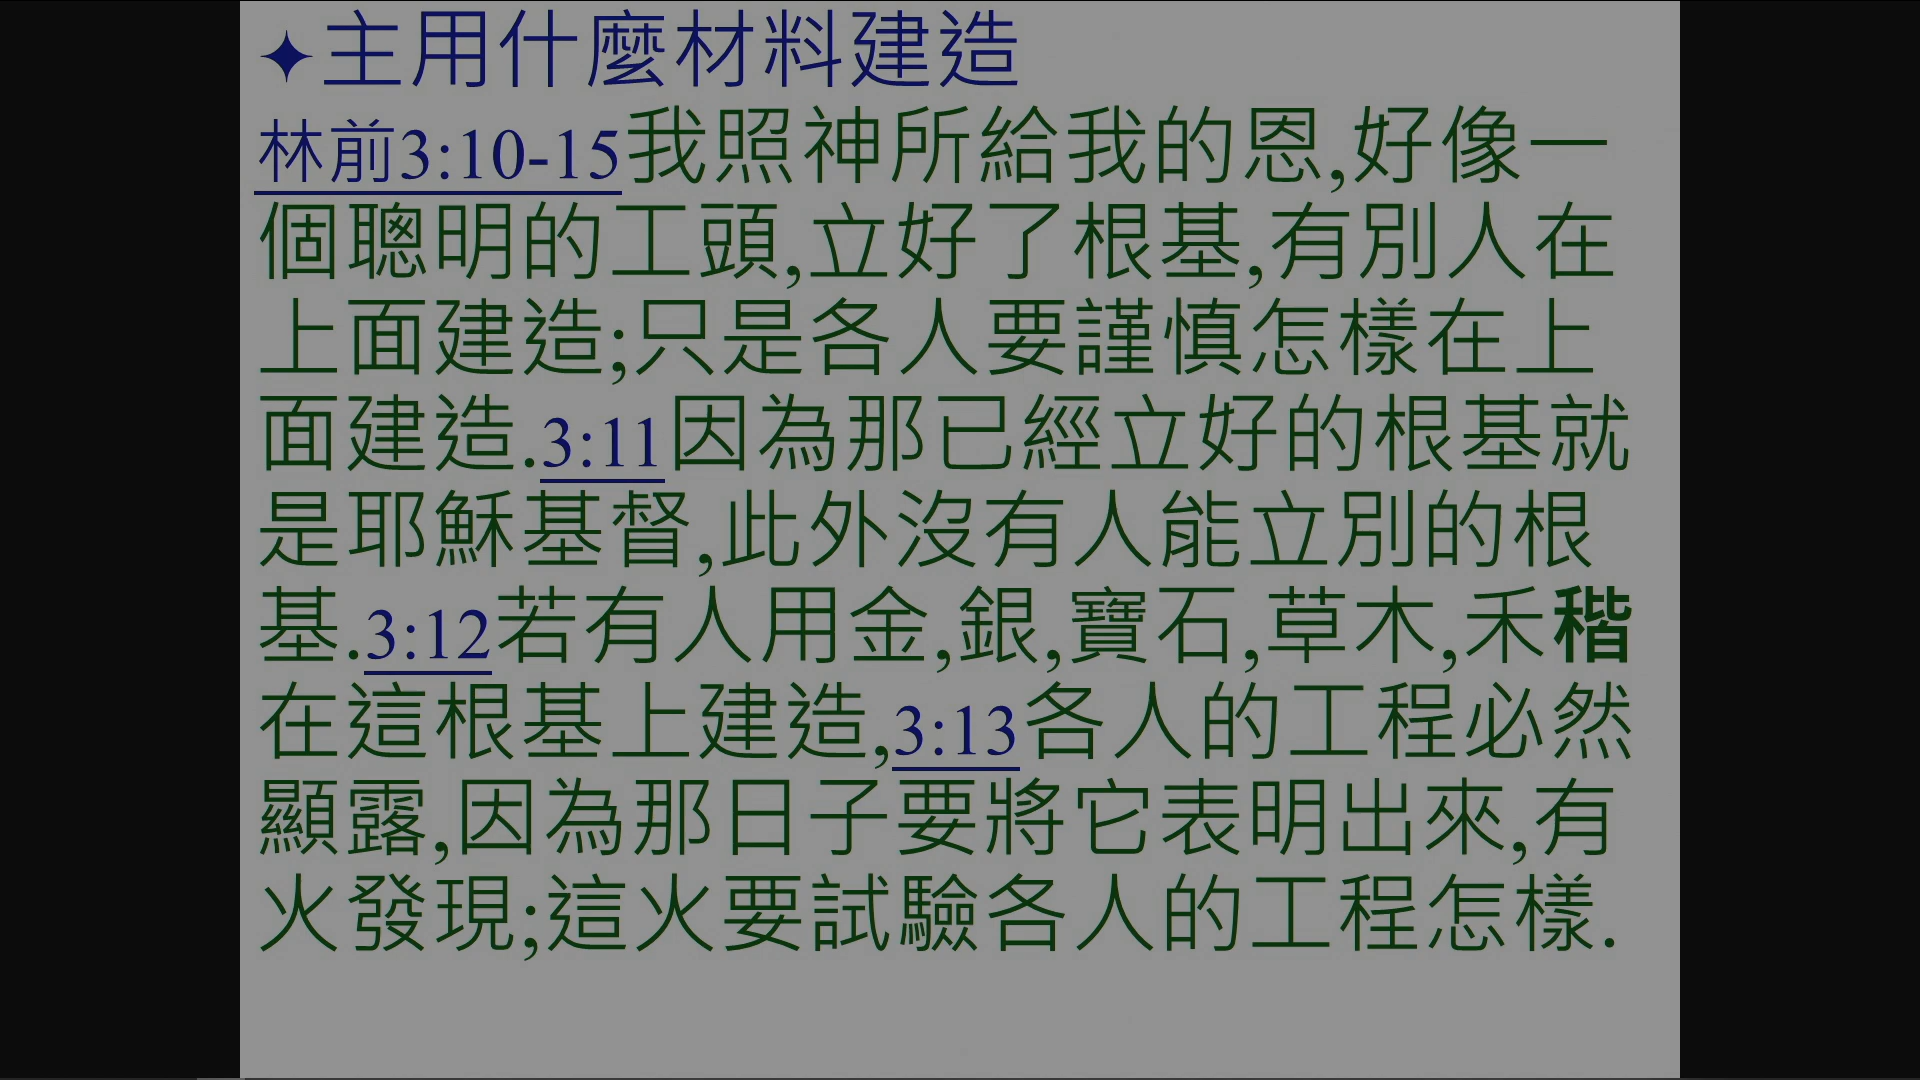 ✦主用什麼材料建造
林前3:10-15我照神所給我的恩,好像一
個聰明的工頭,立好了根基,有別人在
上面建造;只是各人要謹慎怎樣在上
面建造.3:11因為那已經立好的根基就
是耶穌基督,此外沒有人能立別的根
基.3:12若有人用金,銀,寶石,草木,禾稭
在這根基上建造,3:13各人的工程必然
顯露,因為那日子要將它表明出來,有
火發現;這火要試驗各人的工程怎樣.